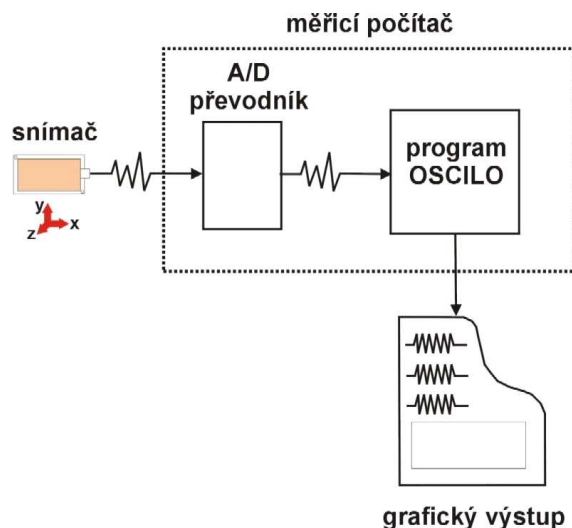 měřicí počítač
A/D
převodník
snímač
program
OSCILO
y
x
z
grafický výstup